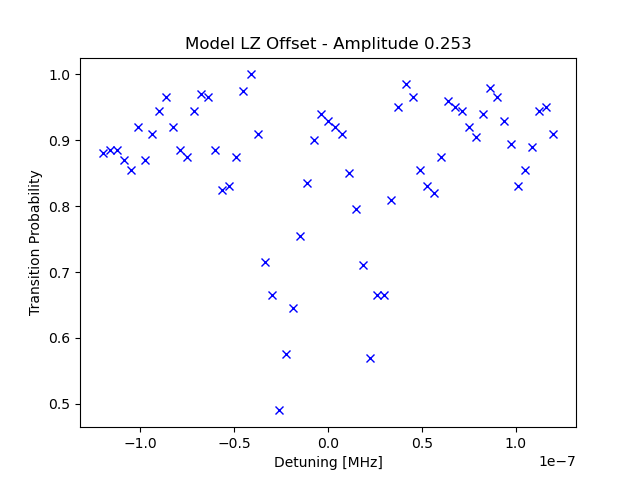 Model LZ Offset - Amplitude 0.253
1.0
0.9
0.8
0.7
0.6
0.5
Transition Probability
−1.0 −0.5 0.0 0.5 1.0
1e−7
Detuning [MHz]